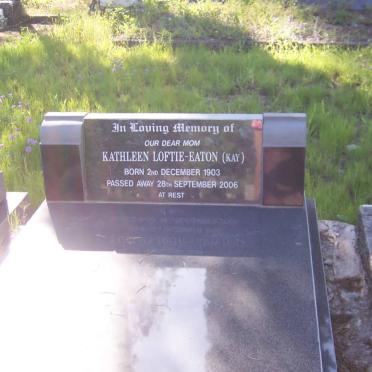 In Loving Memory of
OUR DEAR MOM
KATHLEEN LOFTIE-EATON (KAY)
BORN 2ND DECEMBER 1903
PASSED AWAY 28TH SEPTEMBER 2006
AT REST